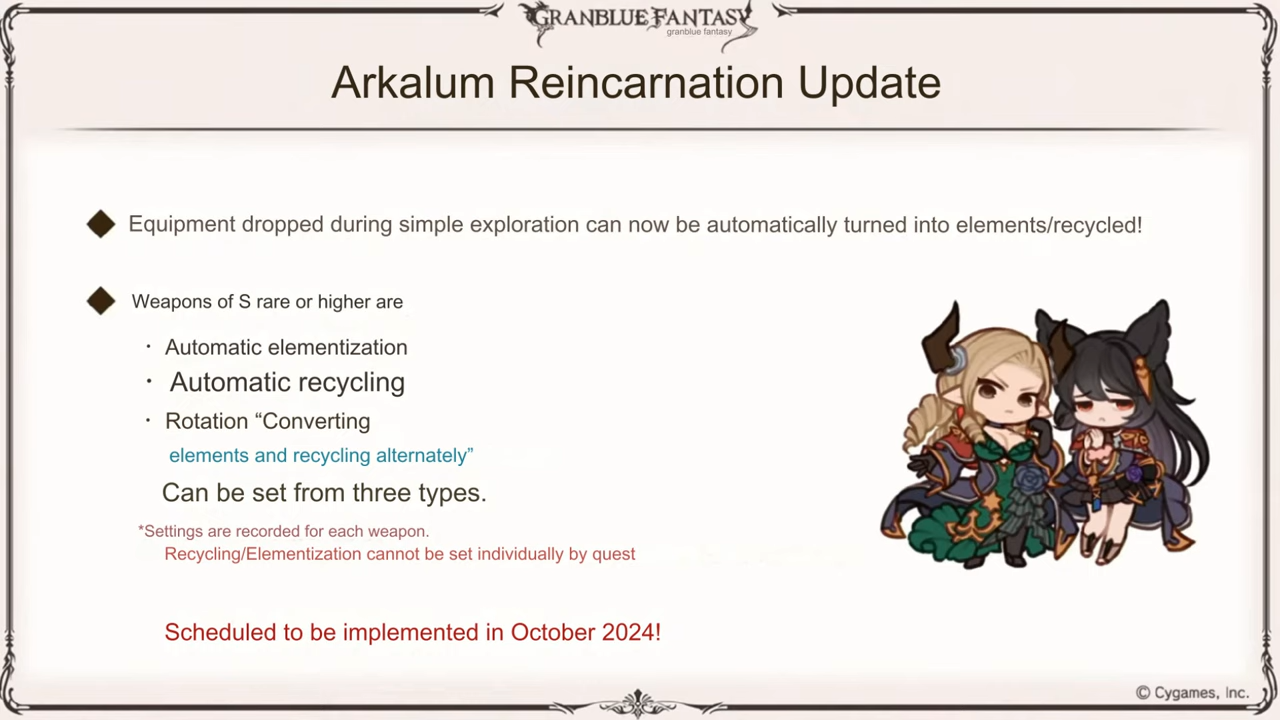 GRANBLUE FANTASY
granblue fantasy
Arkalum Reincarnation Update
Equipment dropped during simple exploration can now be automatically turned into elements/recycled!
Weapons of S rare or higher are
・ Automatic elementization
・ Automatic recycling
・ Rotation “Converting
elements and recycling alternately”
Can be set from three types.
*Settings are recorded for each weapon.
Recycling/Elementization cannot be set individually by quest
Scheduled to be implemented in October 2024!
© Cygames, Inc.